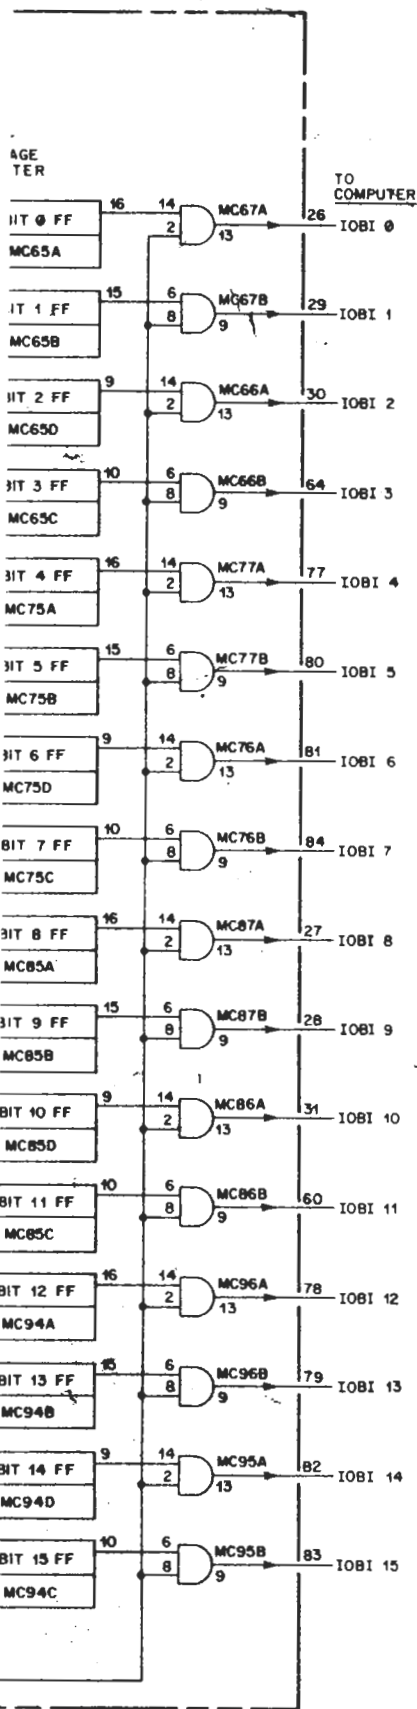 AGE
TER
TO
COMPUTER
16 14 MC67A 26
BIT 0 FF 2 13 IOBI 0
MC65A
15 6 MC67B 29
BIT 1 FF 8 9 IOBI 1
MC65B
9 14 MC66A 30
BIT 2 FF 2 13 IOBI 2
MC65D
10 6 MC66B 64
BIT 3 FF 8 9 IOBI 3
MC65C
16 14 MC77A 77
BIT 4 FF 2 13 IOBI 4
MC75A
15 6 MC77B 80
BIT 5 FF 8 9 IOBI 5
MC75B
9 14 MC76A 81
BIT 6 FF 2 13 IOBI 6
MC75D
10 6 MC76B 84
BIT 7 FF 8 9 IOBI 7
MC75C
16 14 MC87A 27
BIT 8 FF 2 13 IOBI 8
MC85A
15 6 MC87B 28
BIT 9 FF 8 9 IOBI 9
MC85B
9 14 MC86A 31
BIT 10 FF 2 13 IOBI 10
MC85D
10 6 MC86B 60
BIT 11 FF 8 9 IOBI 11
MC85C
16 14 MC96A 78
BIT 12 FF 2 13 IOBI 12
MC94A
15 6 MC96B 79
BIT 13 FF 8 9 IOBI 13
MC94B
9 14 MC95A 82
BIT 14 FF 2 13 IOBI 14
MC94D
10 6 MC95B 83
BIT 15 FF 8 9 IOBI 15
MC94C